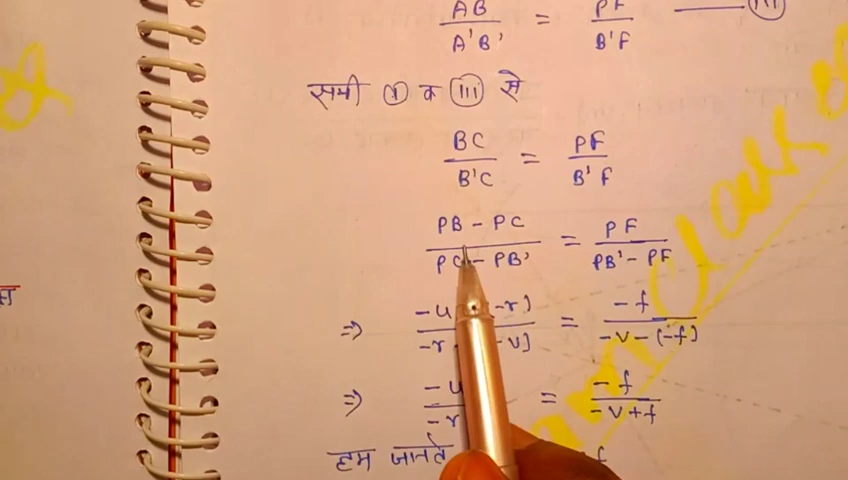 AB/A'B' = PF/B'F —— (III)
समी (I) व (III) से
BC/B'C = PF/B'F
PB - PC/PC - PB' = PF/PB' - PF
⇒ -u -r)/-r -v) = -f/-v-(-f)
⇒ -u/-r = -f/-v+f
हम जानते f